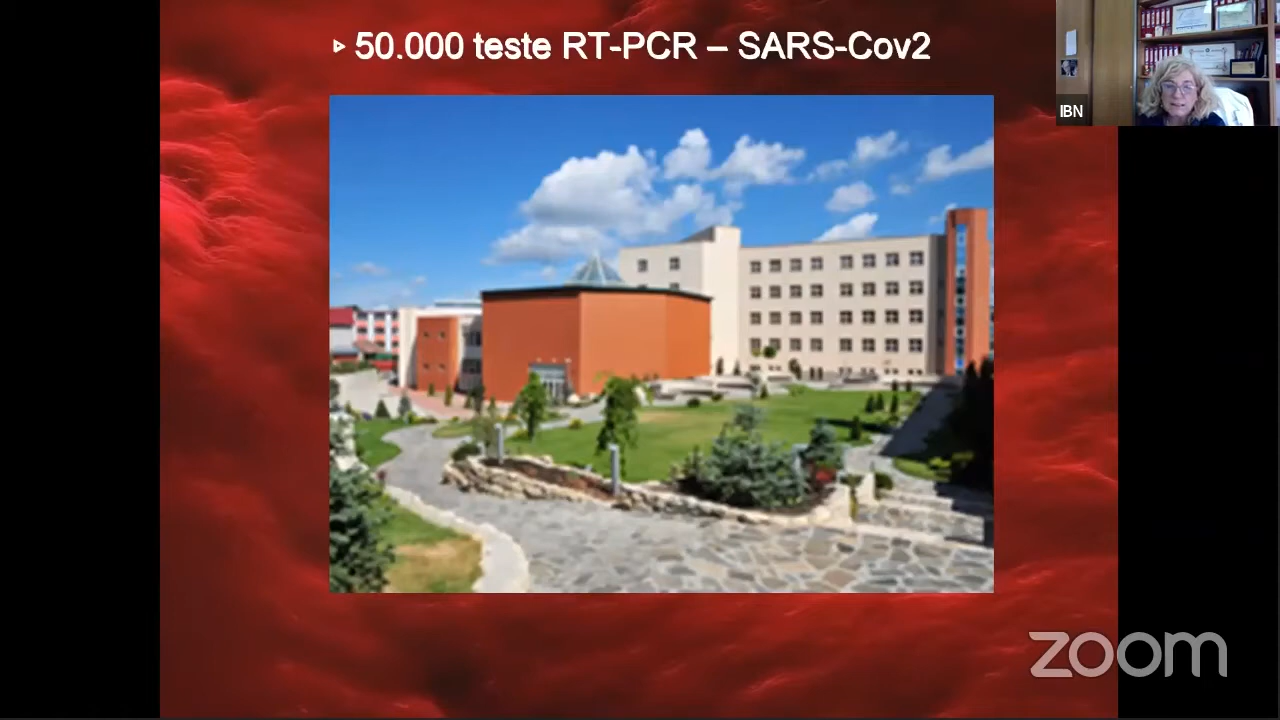 50.000 teste RT-PCR – SARS-Cov2
IBN
zoom